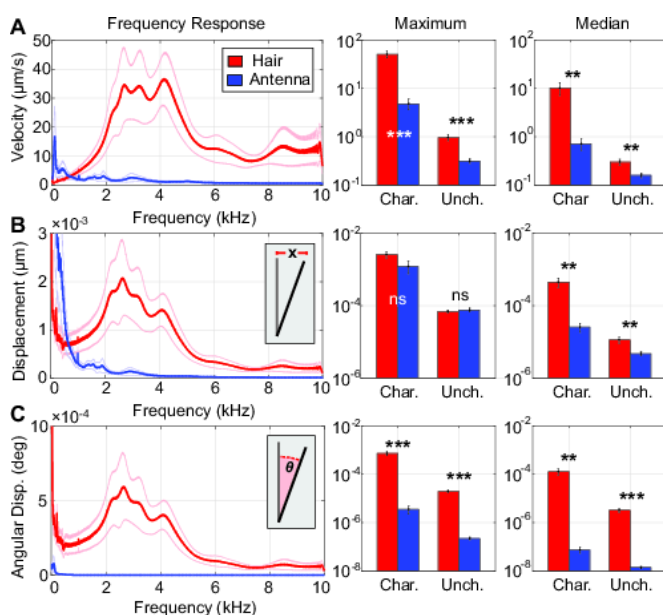 A
Frequency Response
Maximum
Median
Velocity (µm/s)
50
40
30
20
10
0
Hair
Antenna
0 2 4 6 8 10
Frequency (kHz)
10² 10¹ 10⁰ 10⁻¹
***
***
Char. Unch.
10² 10¹ 10⁰ 10⁻¹
**
**
Char Unch.
B
×10⁻³
Displacement (µm)
3
2
1
0
x
0 2 4 6 8 10
Frequency (kHz)
10⁻² 10⁻⁴ 10⁻⁶
ns
ns
Char. Unch.
10⁻² 10⁻⁴ 10⁻⁶
**
**
Char. Unch.
C
×10⁻⁴
Angular Disp. (deg)
10
5
0
θ
0 2 4 6 8 10
Frequency (kHz)
10⁻² 10⁻⁴ 10⁻⁶ 10⁻⁸
***
***
Char. Unch.
10⁻² 10⁻⁴ 10⁻⁶ 10⁻⁸
**
***
Char. Unch.